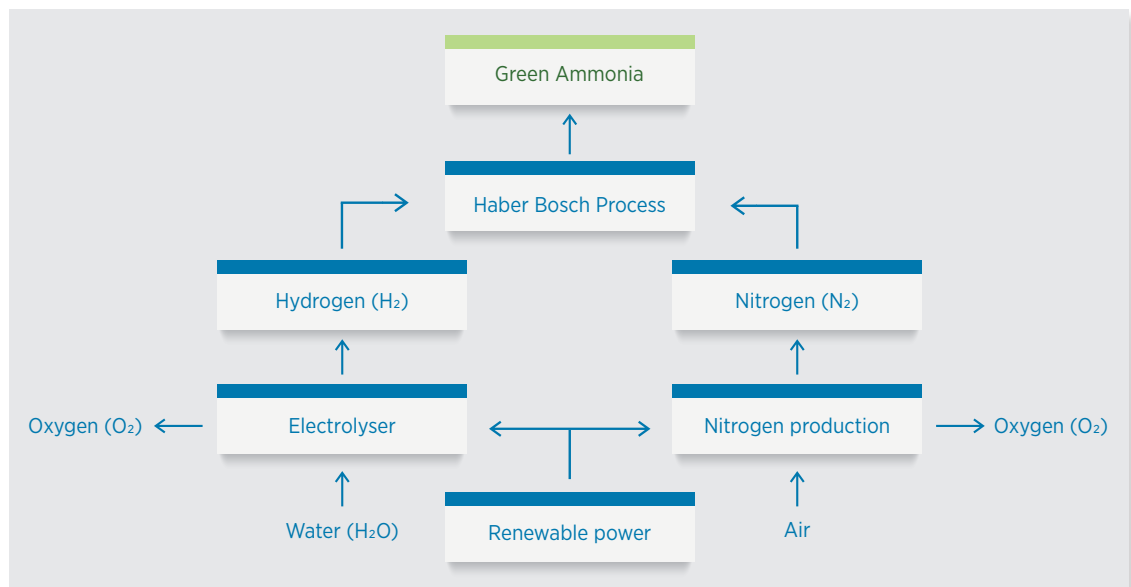 Green Ammonia
Haber Bosch Process
Hydrogen (H₂)
Nitrogen (N₂)
Oxygen (O₂)
Electrolyser
Nitrogen production
Oxygen (O₂)
Water (H₂O)
Renewable power
Air